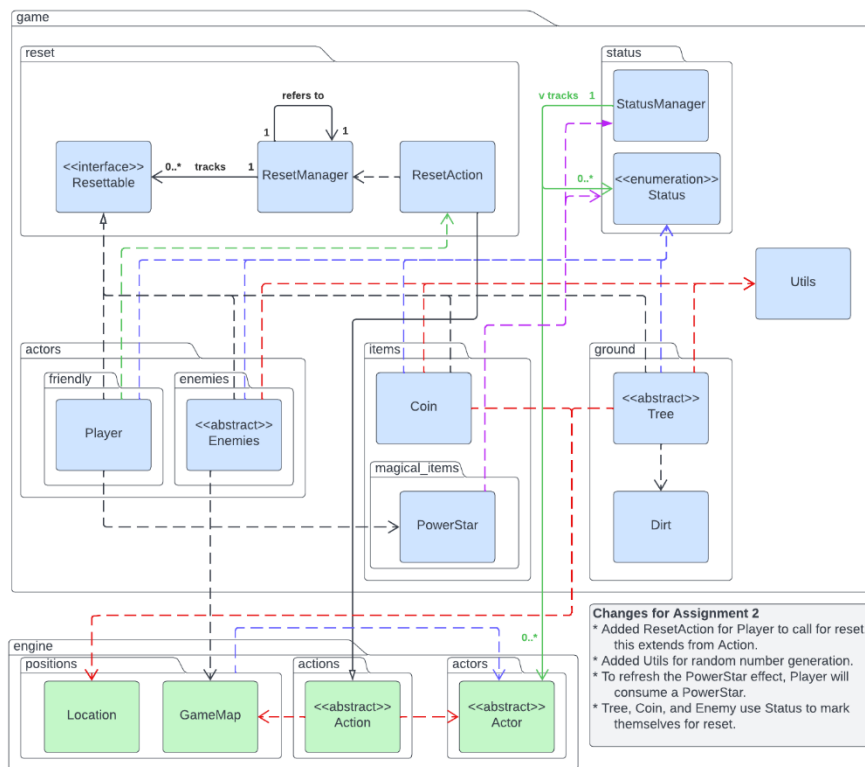 game
reset
status
refers to
v tracks 1
StatusManager
1
1
<<interface>>
Resettable
0..* tracks 1
ResetManager
ResetAction
0..*
<<enumeration>>
Status
Utils
actors
items
ground
friendly
enemies
Player
<<abstract>>
Enemies
Coin
<<abstract>>
Tree
magical_items
PowerStar
Dirt
Changes for Assignment 2
* Added ResetAction for Player to call for reset
this extends from Action.
* Added Utils for random number generation.
* To refresh the PowerStar effect, Player will
consume a PowerStar.
* Tree, Coin, and Enemy use Status to mark
themselves for reset.
0..*
engine
positions
actions
actors
Location
GameMap
<<abstract>>
Action
<<abstract>>
Actor